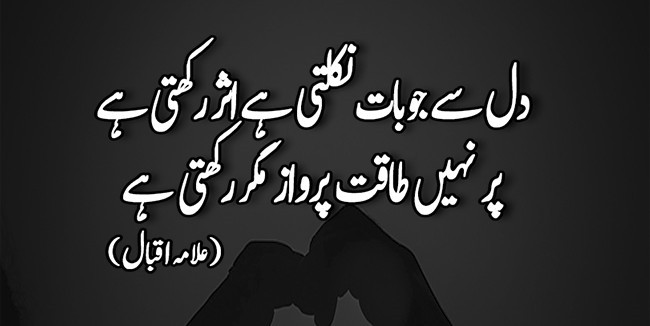 دل سے جو بات نکلتی ہے اثر رکھتی ہے
پر نہیں طاقت پرواز مگر رکھتی ہے
(علامہ اقبال)